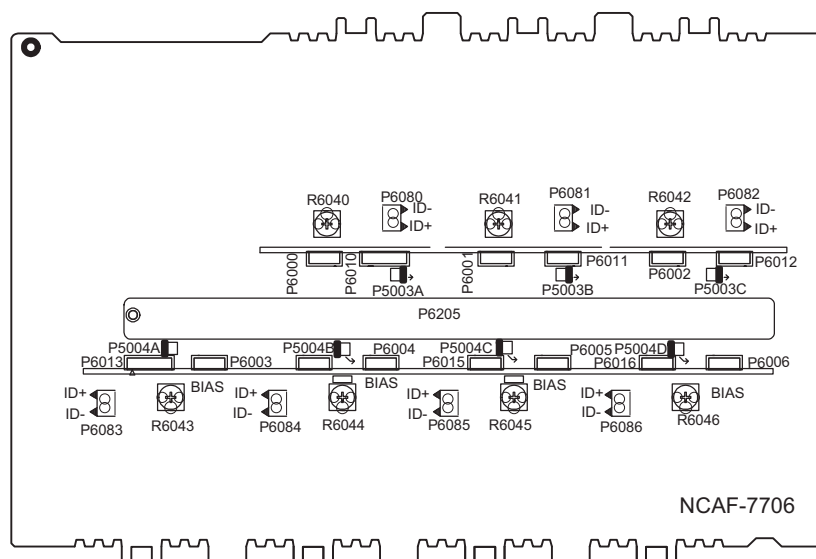 R6040 P6080 R6041 P6081 R6042 P6082
ID- ID- ID-
ID+ ID+ ID+
P6000 P6010 P6001 P6011 P6002 P6012
P5003A P5003B P5003C
P6205
P5004A P5004B P5004C P5004D
P6013 P6003 P6004 P6015 P6005 P6016 P6006
BIAS BIAS BIAS BIAS
ID+ ID+ ID+ ID+
ID- ID- ID- ID-
P6083 R6043 P6084 R6044 P6085 R6045 P6086 R6046
NCAF-7706